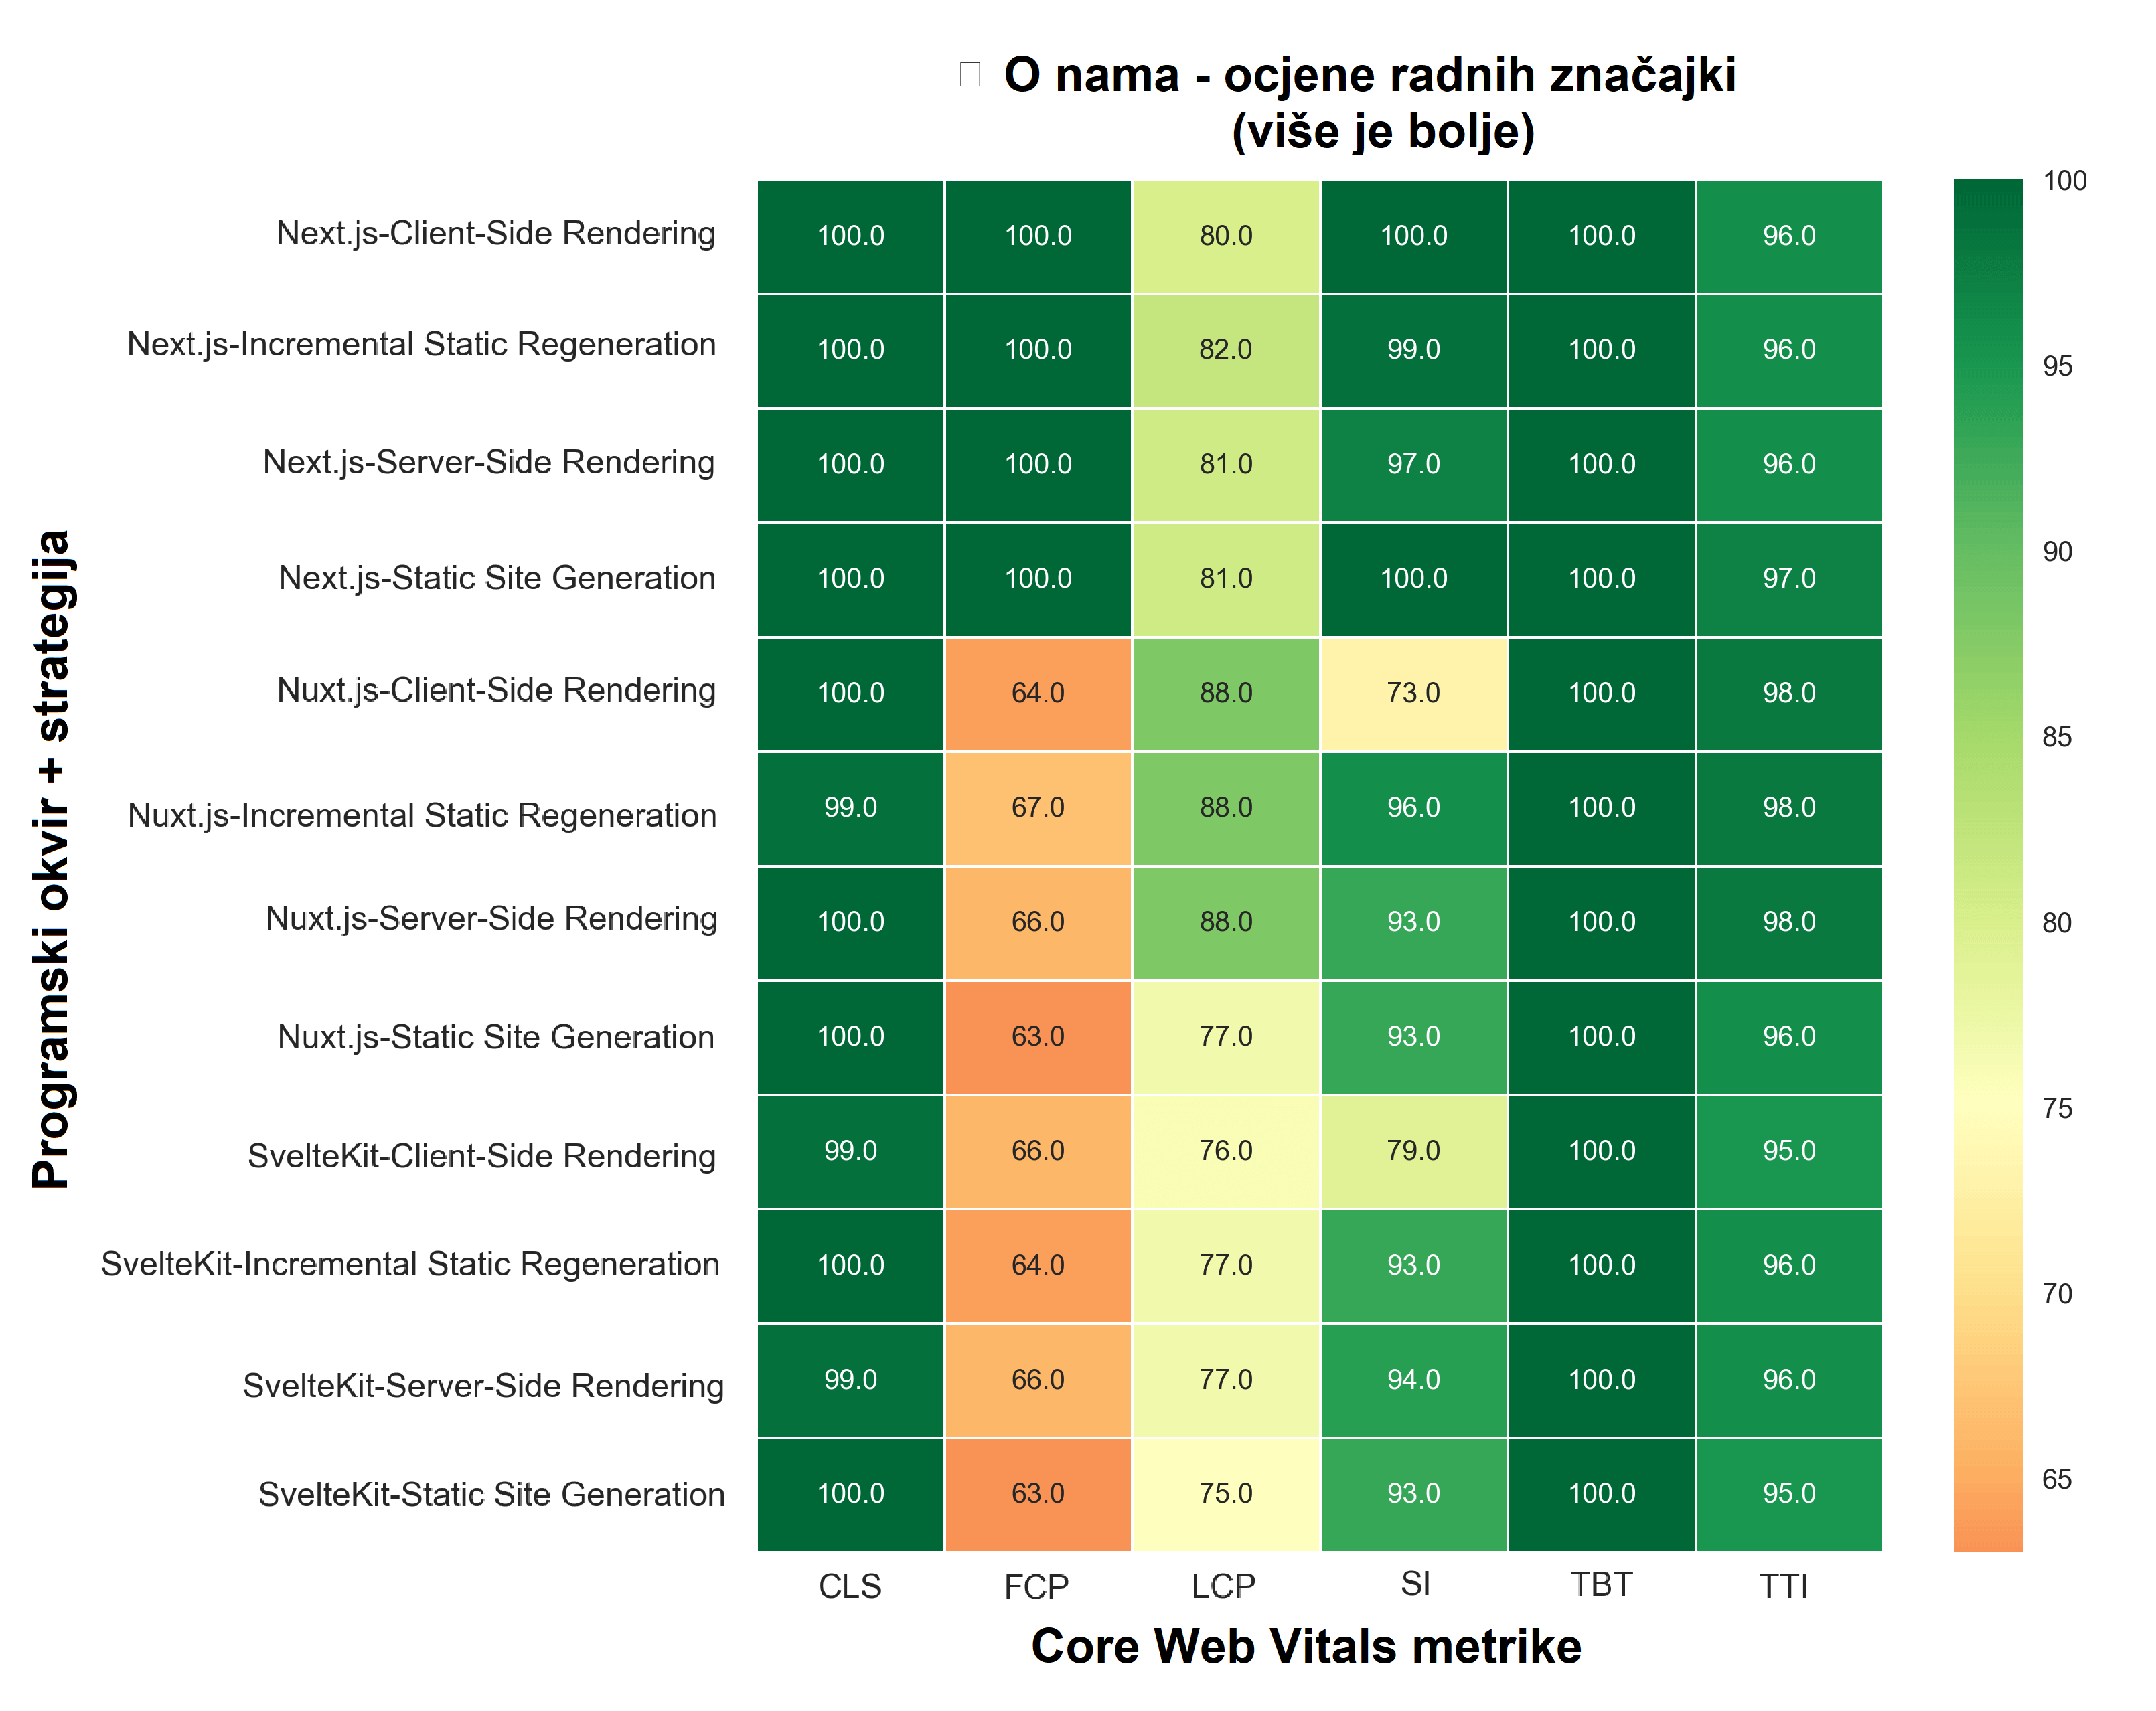 O nama - ocjene radnih značajki
(više je bolje)
Programski okvir + strategija
Next.js-Client-Side Rendering 100.0 100.0 80.0 100.0 100.0 96.0
Next.js-Incremental Static Regeneration 100.0 100.0 82.0 99.0 100.0 96.0
Next.js-Server-Side Rendering 100.0 100.0 81.0 97.0 100.0 96.0
Next.js-Static Site Generation 100.0 100.0 81.0 100.0 100.0 97.0
Nuxt.js-Client-Side Rendering 100.0 64.0 88.0 73.0 100.0 98.0
Nuxt.js-Incremental Static Regeneration 99.0 67.0 88.0 96.0 100.0 98.0
Nuxt.js-Server-Side Rendering 100.0 66.0 88.0 93.0 100.0 98.0
Nuxt.js-Static Site Generation 100.0 63.0 77.0 93.0 100.0 96.0
SvelteKit-Client-Side Rendering 99.0 66.0 76.0 79.0 100.0 95.0
SvelteKit-Incremental Static Regeneration 100.0 64.0 77.0 93.0 100.0 96.0
SvelteKit-Server-Side Rendering 99.0 66.0 77.0 94.0 100.0 96.0
SvelteKit-Static Site Generation 100.0 63.0 75.0 93.0 100.0 95.0
CLS FCP LCP SI TBT TTI
Core Web Vitals metrike
100
95
90
85
80
75
70
65